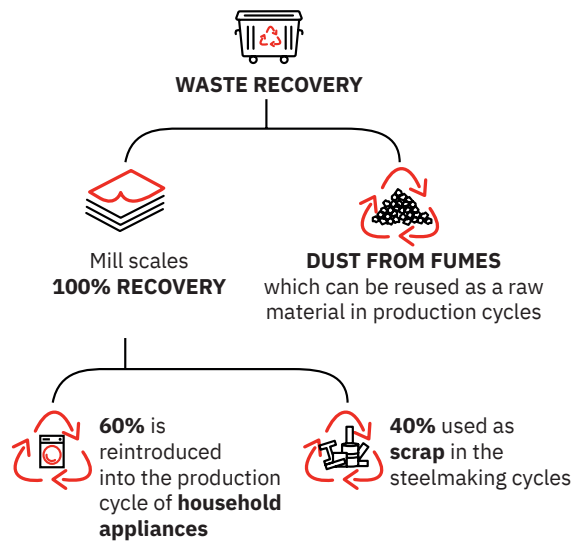 WASTE RECOVERY
Mill scales
100% RECOVERY
DUST FROM FUMES
which can be reused as a raw
material in production cycles
60% is
reintroduced
into the production
cycle of household
appliances
40% used as
scrap in the
steelmaking cycles